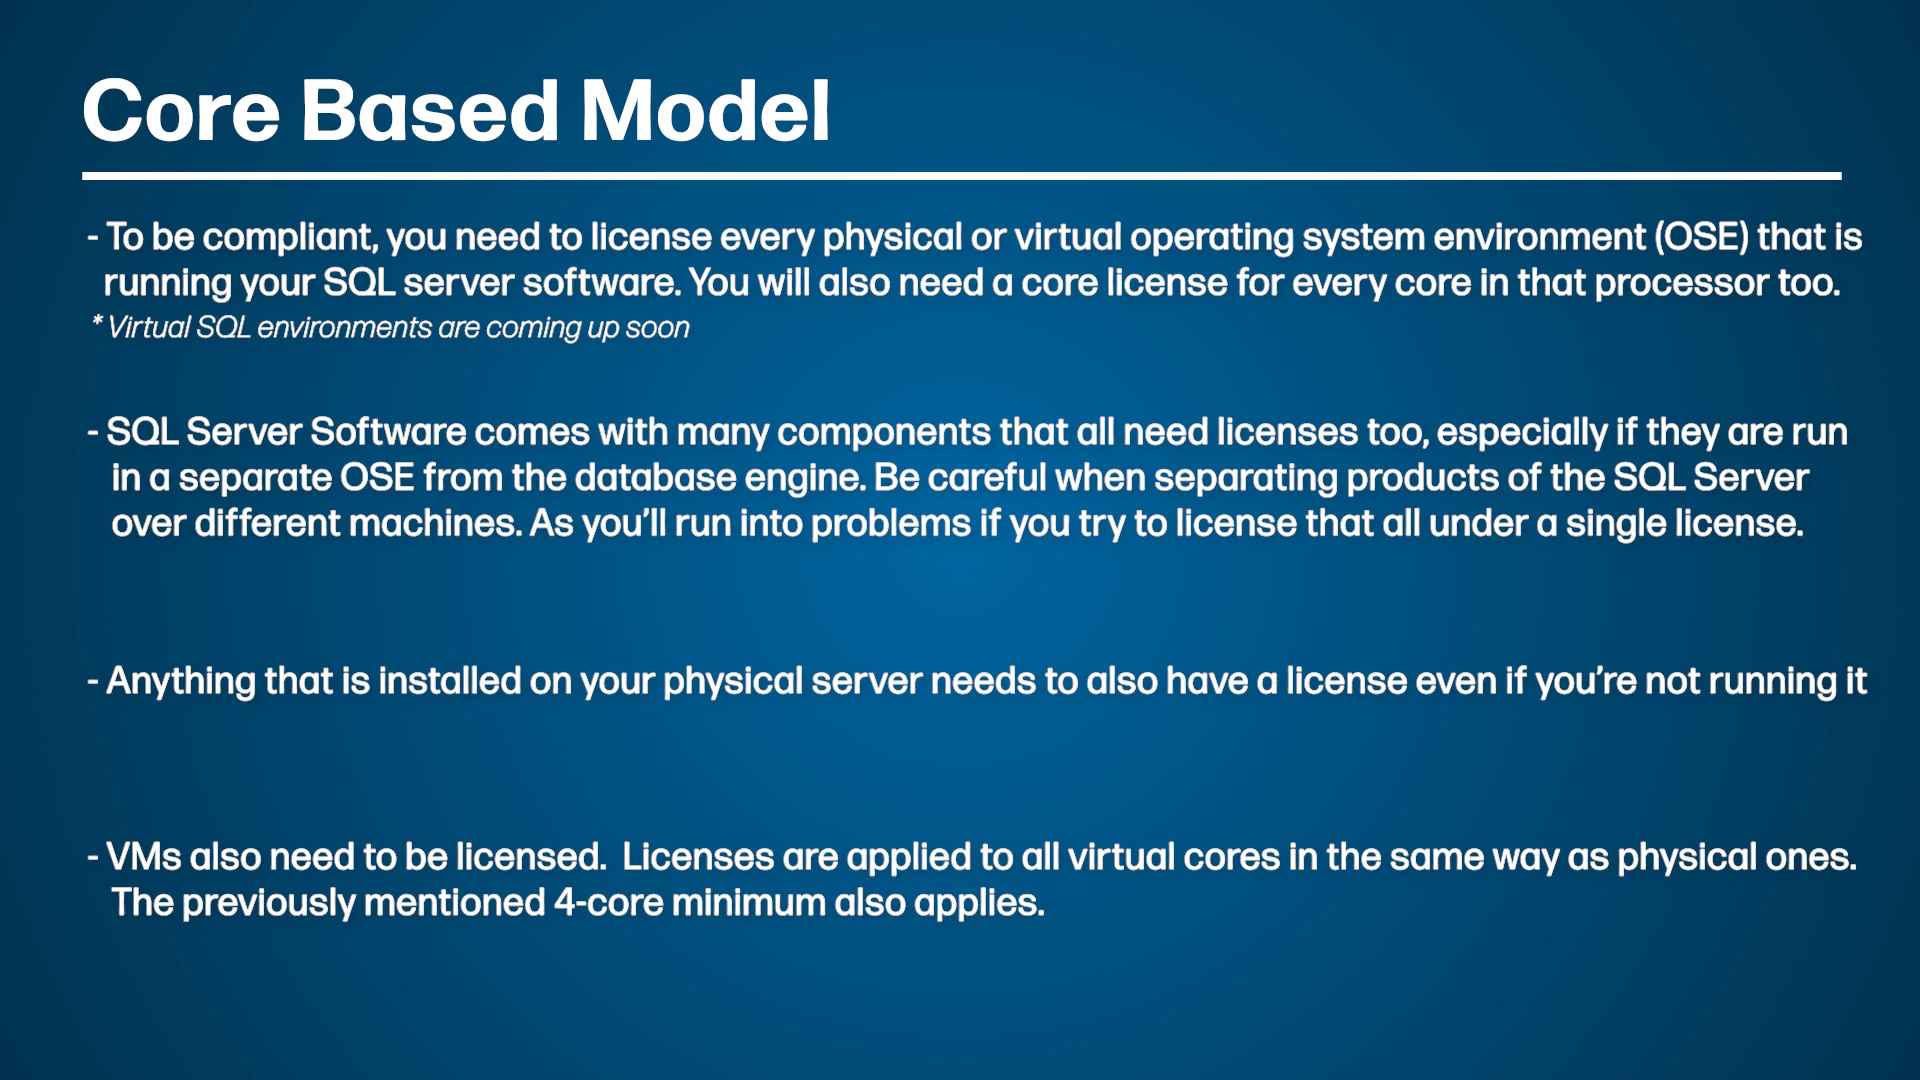 Core Based Model
- To be compliant, you need to license every physical or virtual operating system environment (OSE) that is
running your SQL server software. You will also need a core license for every core in that processor too.
* Virtual SQL environments are coming up soon
- SQL Server Software comes with many components that all need licenses too, especially if they are run
in a separate OSE from the database engine. Be careful when separating products of the SQL Server
over different machines. As you’ll run into problems if you try to license that all under a single license.
- Anything that is installed on your physical server needs to also have a license even if you’re not running it
- VMs also need to be licensed.  Licenses are applied to all virtual cores in the same way as physical ones.
The previously mentioned 4-core minimum also applies.